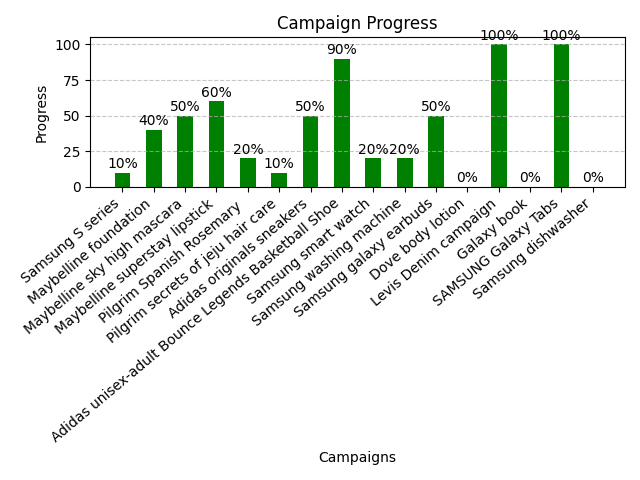 Campaign Progress
Progress
100
75
50
25
0
10%
40%
50%
60%
20%
10%
50%
90%
20%
20%
50%
0%
100%
0%
100%
0%
Samsung S series
Maybelline foundation
Maybelline sky high mascara
Maybelline superstay lipstick
Pilgrim Spanish Rosemary
Pilgrim secrets of jeju hair care
Adidas originals sneakers
Adidas unisex-adult Bounce Legends Basketball Shoe
Samsung smart watch
Samsung washing machine
Samsung galaxy earbuds
Dove body lotion
Levis Denim campaign
Galaxy book
SAMSUNG Galaxy Tabs
Samsung dishwasher
Campaigns